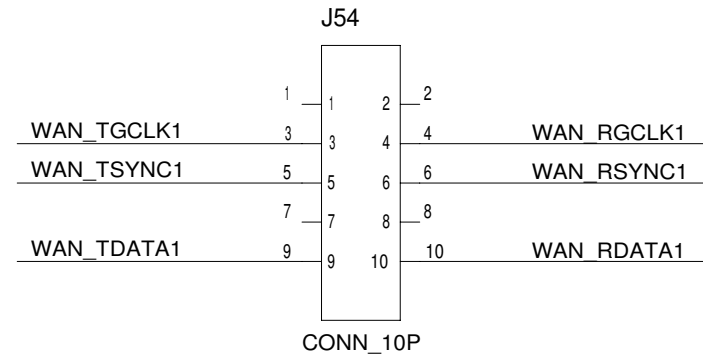 J54
1 1 2 2
WAN_TGCLK1 3 3 4 4 WAN_RGCLK1
WAN_TSYNC1 5 5 6 6 WAN_RSYNC1
7 7 8 8
WAN_TDATA1 9 9 10 10 WAN_RDATA1
CONN_10P